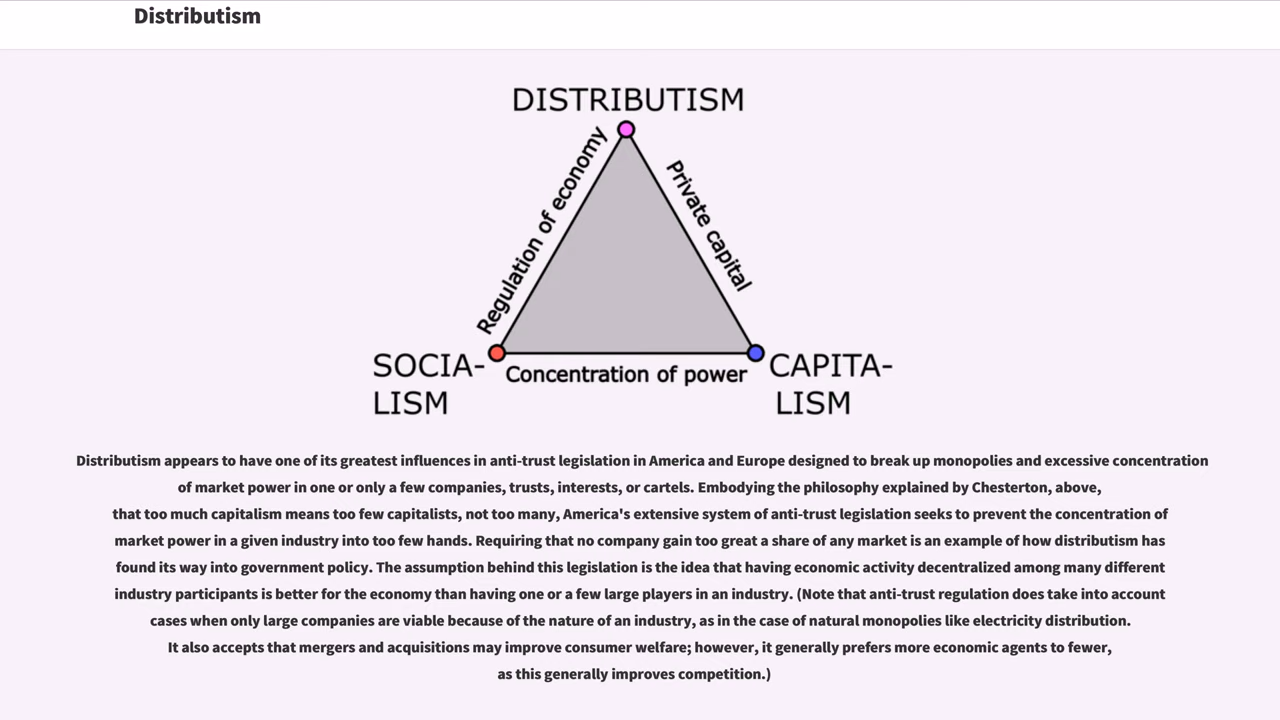 Distributism
DISTRIBUTISM
Regulation of economy
Private capital
SOCIA-
LISM
Concentration of power
CAPITA-
LISM
Distributism appears to have one of its greatest influences in anti-trust legislation in America and Europe designed to break up monopolies and excessive concentration
of market power in one or only a few companies, trusts, interests, or cartels. Embodying the philosophy explained by Chesterton, above,
that too much capitalism means too few capitalists, not too many, America's extensive system of anti-trust legislation seeks to prevent the concentration of
market power in a given industry into too few hands. Requiring that no company gain too great a share of any market is an example of how distributism has
found its way into government policy. The assumption behind this legislation is the idea that having economic activity decentralized among many different
industry participants is better for the economy than having one or a few large players in an industry. (Note that anti-trust regulation does take into account
cases when only large companies are viable because of the nature of an industry, as in the case of natural monopolies like electricity distribution.
It also accepts that mergers and acquisitions may improve consumer welfare; however, it generally prefers more economic agents to fewer,
as this generally improves competition.)